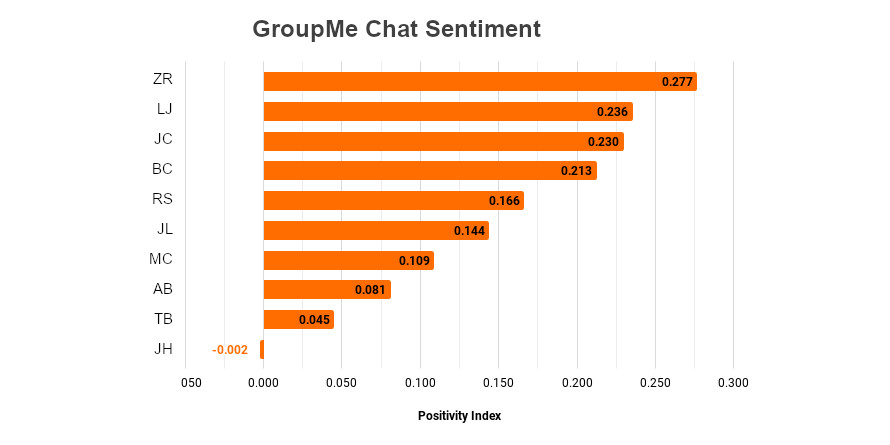 GroupMe Chat Sentiment
ZR 0.277
LJ 0.236
JC 0.230
BC 0.213
RS 0.166
JL 0.144
MC 0.109
AB 0.081
TB 0.045
JH -0.002
050 0.000 0.050 0.100 0.150 0.200 0.250 0.300
Positivity Index